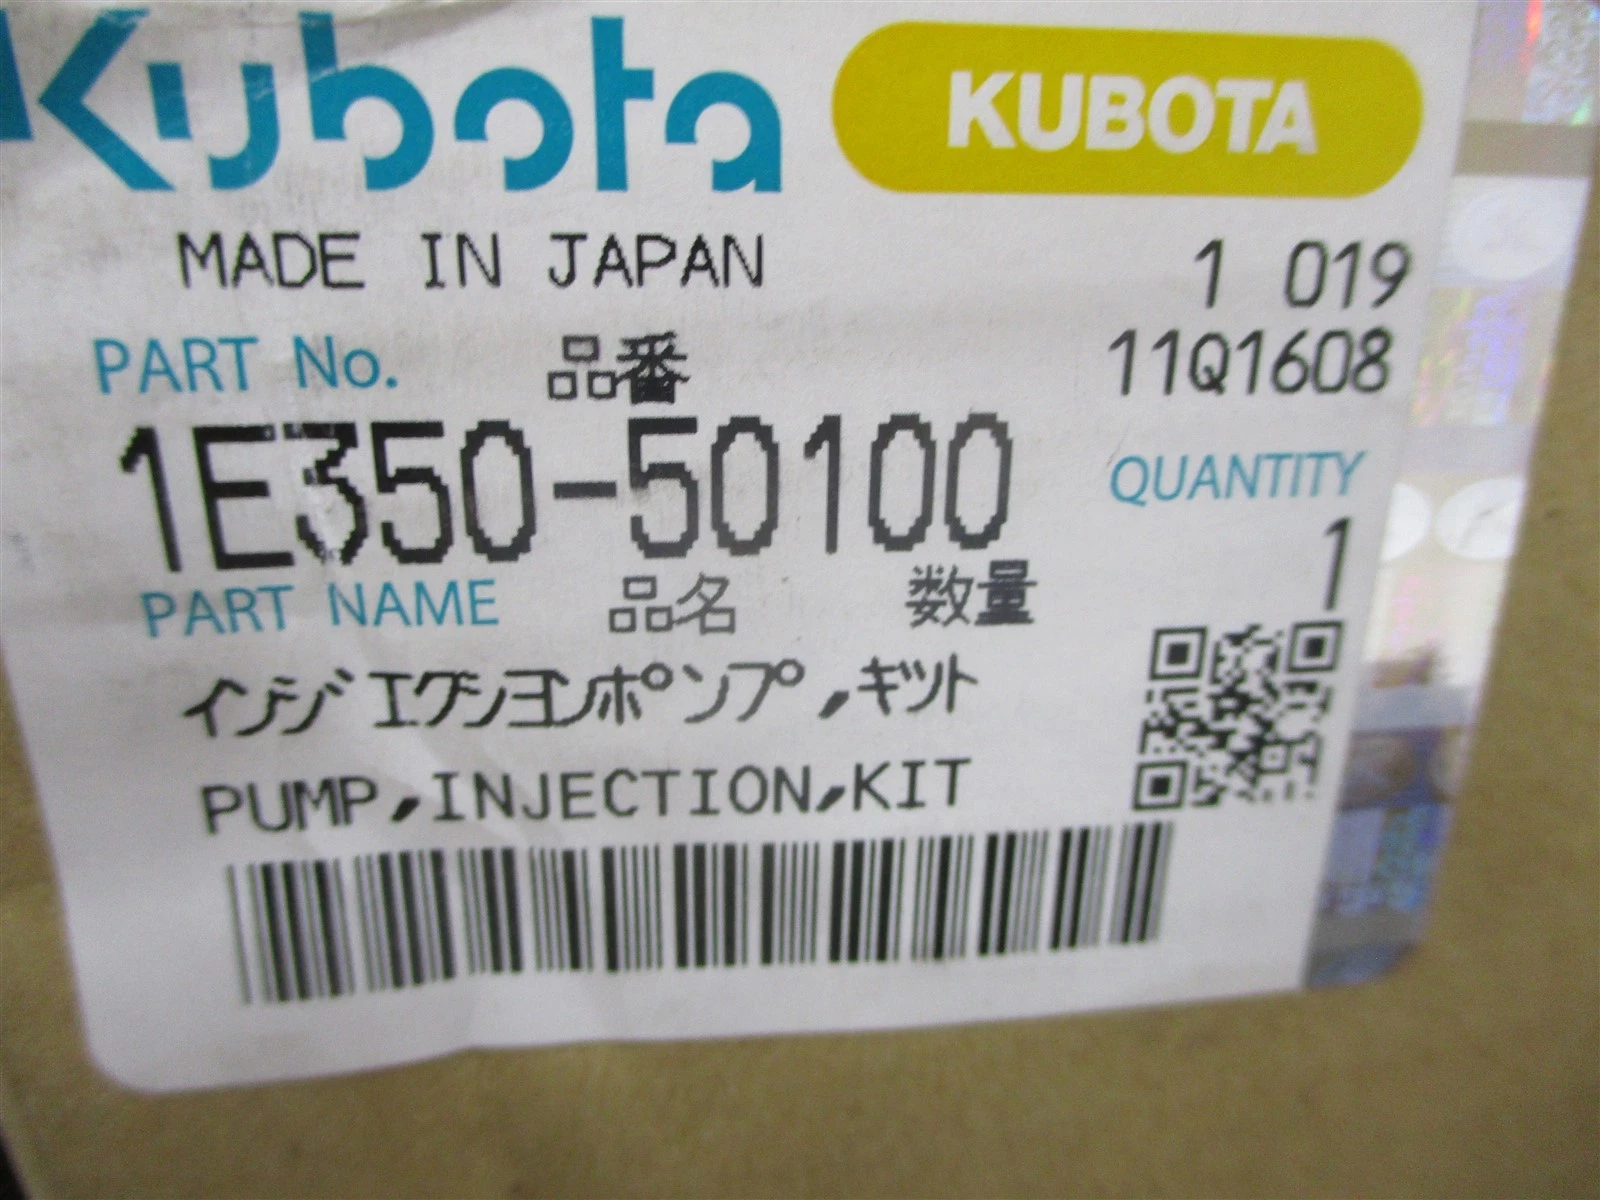 Kubota KUBOTA
MADE IN JAPAN 1 019
PART No. 品番 11Q1608
1E350-50100 QUANTITY
PART NAME 品名 数量 1
インジエクシヨンポンプ,キツト
PUMP,INJECTION,KIT